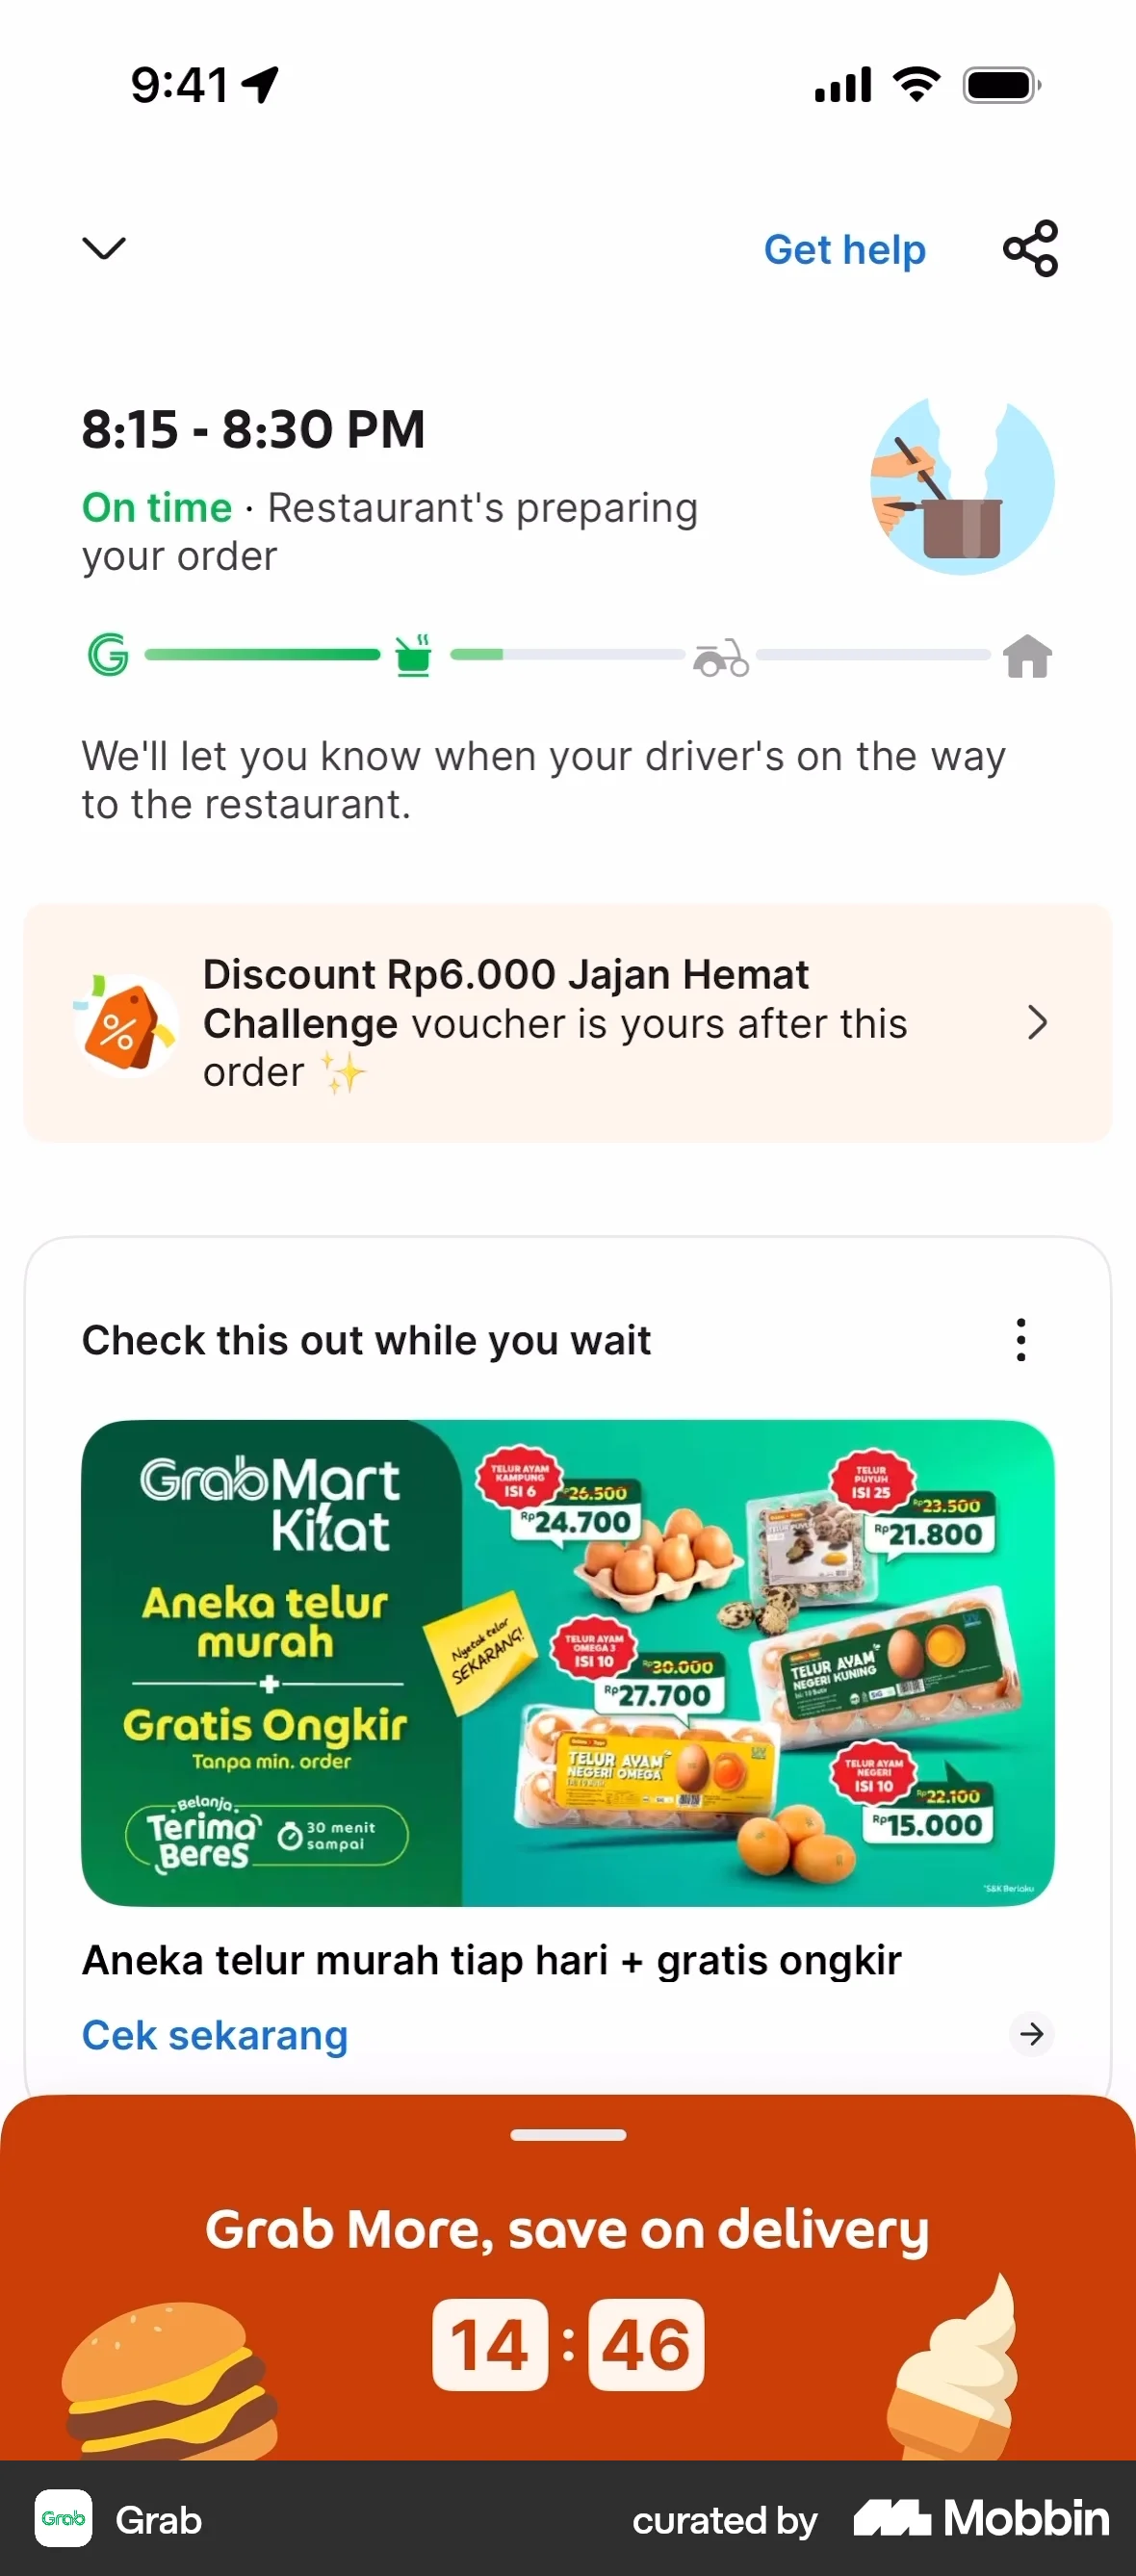 9:41
Get help
8:15 - 8:30 PM
On time · Restaurant's preparing
your order
We'll let you know when your driver's on the way
to the restaurant.
Discount Rp6.000 Jajan Hemat
Challenge voucher is yours after this
order ✨
Check this out while you wait
GrabMart
Kilat
Aneka telur
murah
+
Gratis Ongkir
Tanpa min. order
Belanja
Terima
Beres
30 menit
sampai
Nyetok telur
SEKARANG!
TELUR AYAM
KAMPUNG
ISI 6
Rp26.500
Rp24.700
TELUR
PUYUH
ISI 25
Rp23.500
Rp21.800
TELUR AYAM
OMEGA 3
ISI 10
Rp30.000
Rp27.700
TELUR AYAM
NEGERI KUNING
TELUR AYAM
NEGERI OMEGA
TELUR AYAM
NEGERI
ISI 10
Rp22.100
Rp15.000
*S&K Berlaku
Aneka telur murah tiap hari + gratis ongkir
Cek sekarang
Grab More, save on delivery
14 : 46
Grab
Grab
curated by
Mobbin